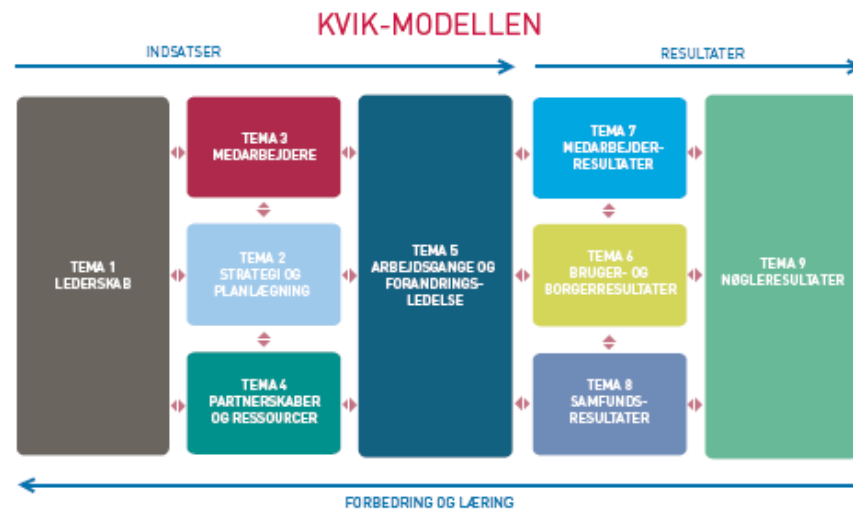 KVIK-MODELLEN
INDSATSER
RESULTATER
TEMA 1
LEDERSKAB
TEMA 3
MEDARBEJDERE
TEMA 2
STRATEGI OG
PLANLÆGNING
TEMA 4
PARTNERSKABER
OG RESSOURCER
TEMA 5
ARBEJDSGANGE OG
FORANDRINGS-
LEDELSE
TEMA 7
MEDARBEJDER-
RESULTATER
TEMA 6
BRUGER- OG
BORGERRESULTATER
TEMA 8
SAMFUNDS-
RESULTATER
TEMA 9
NØGLERESULTATER
FORBEDRING OG LÆRING